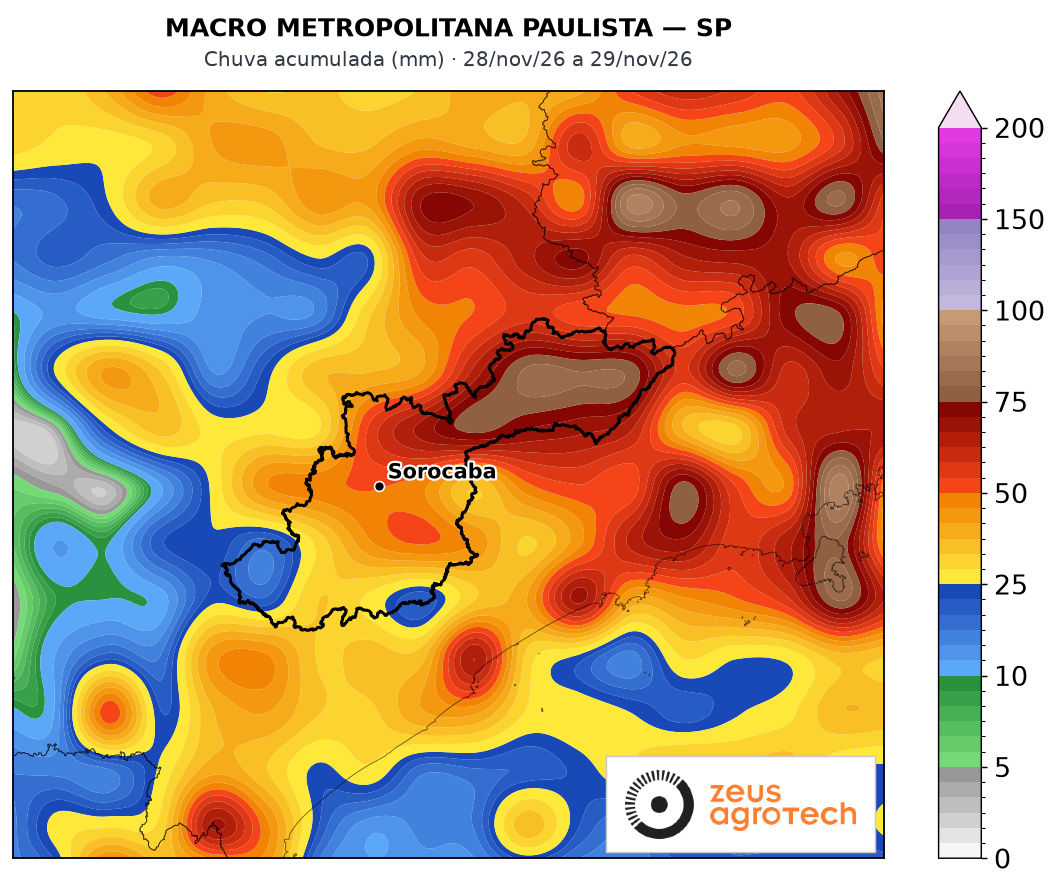 MACRO METROPOLITANA PAULISTA — SP
Chuva acumulada (mm) · 28/nov/26 a 29/nov/26
200
150
100
75
50
25
10
5
0
Sorocaba
zeus
agrotech